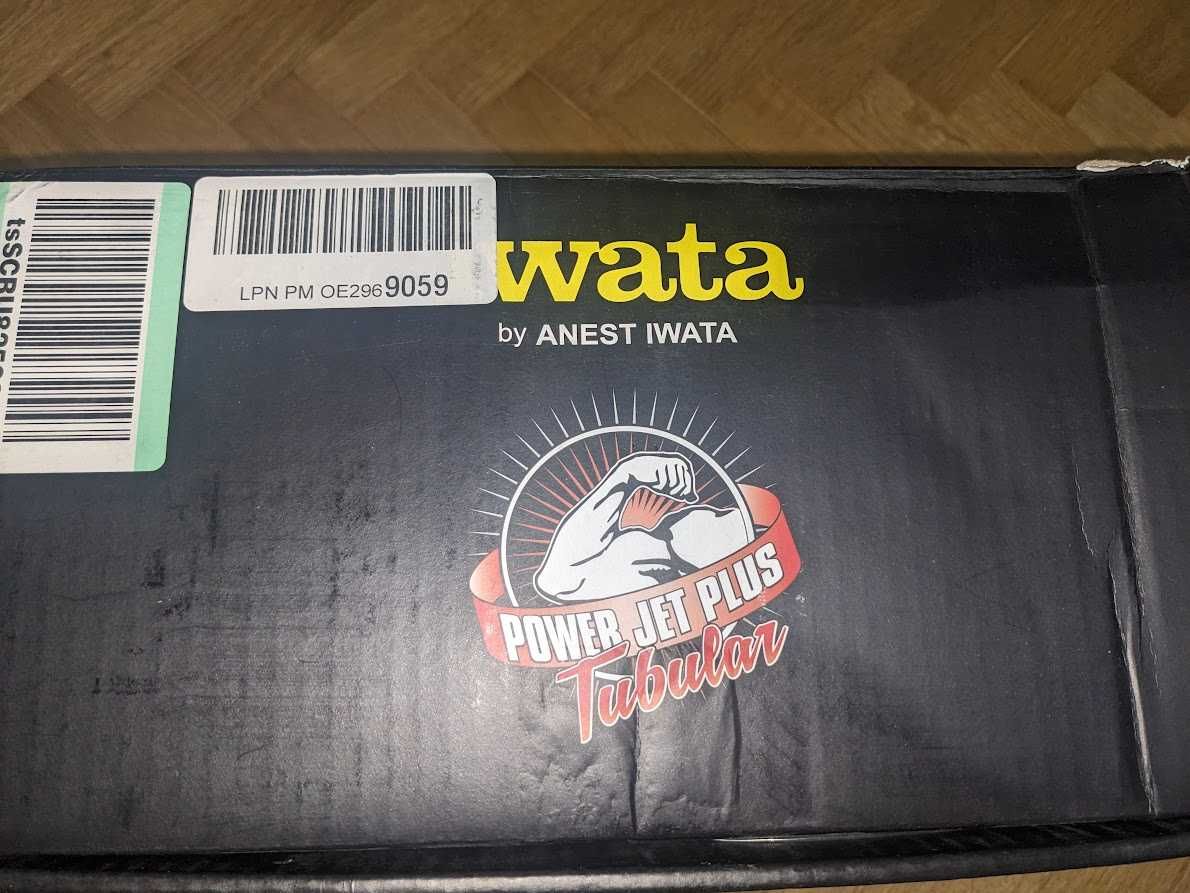 LPN PM OE2969059
wata
by ANEST IWATA
POWER JET PLUS
Tubular